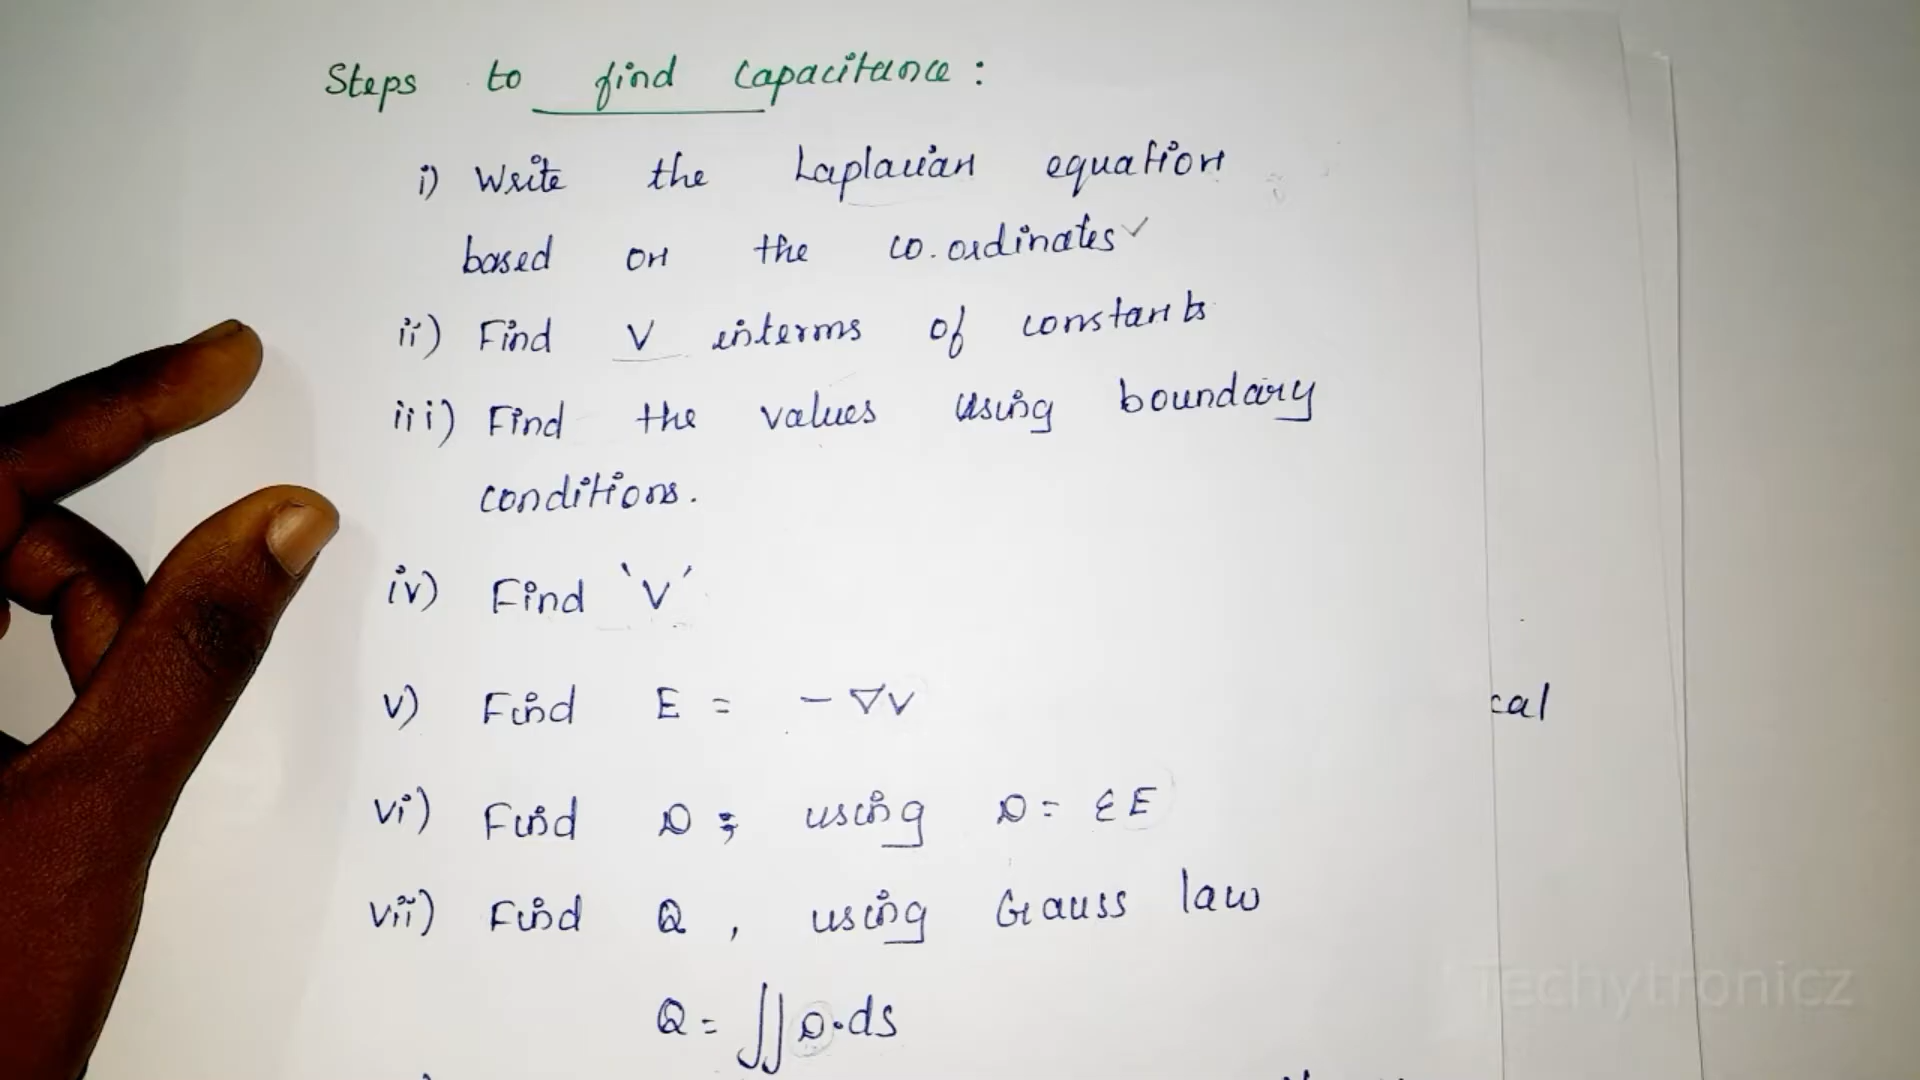 Steps to find Capacitance:
i) Write the Laplacian equation
based on the co.ordinates ✓
ii) Find V interms of constants
iii) Find the values using boundary
conditions.
iv) Find 'V'
v) Find E = - ∇V
cal
vi) Find D ; using D = εE
vii) Find Q , using Gauss law
Q = ∬ D·ds
Techytronicz